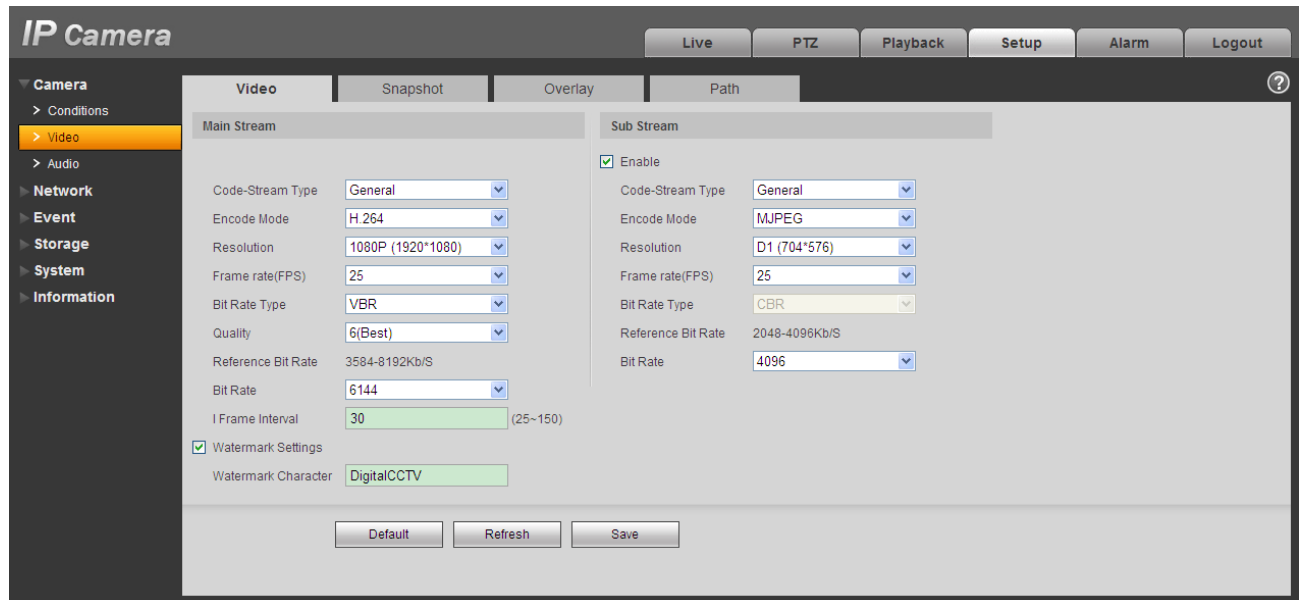 IP Camera
Live PTZ Playback Setup Alarm Logout
Camera
> Conditions
> Video
> Audio
Network
Event
Storage
System
Information
Video Snapshot Overlay Path
?
Main Stream
Code-Stream Type General
Encode Mode H.264
Resolution 1080P (1920*1080)
Frame rate(FPS) 25
Bit Rate Type VBR
Quality 6(Best)
Reference Bit Rate 3584-8192Kb/S
Bit Rate 6144
I Frame Interval 30 (25~150)
Watermark Settings
Watermark Character DigitalCCTV
Sub Stream
Enable
Code-Stream Type General
Encode Mode MJPEG
Resolution D1 (704*576)
Frame rate(FPS) 25
Bit Rate Type CBR
Reference Bit Rate 2048-4096Kb/S
Bit Rate 4096
Default Refresh Save